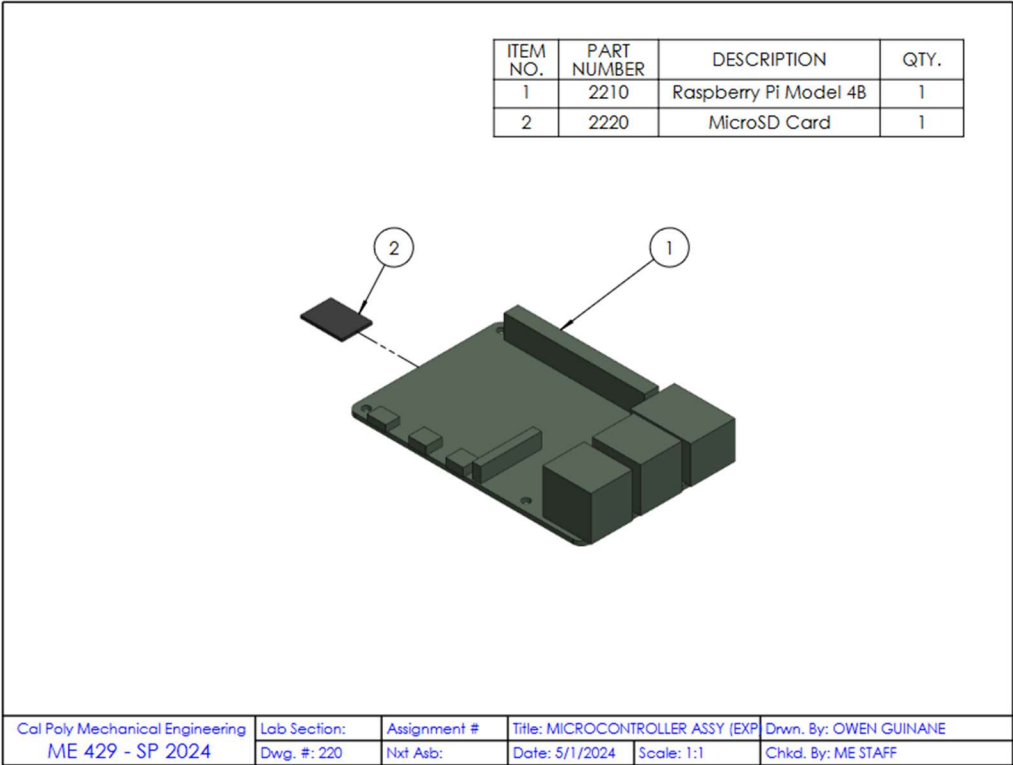 ITEM NO. PART NUMBER DESCRIPTION QTY.
1 2210 Raspberry Pi Model 4B 1
2 2220 MicroSD Card 1
2
1
Cal Poly Mechanical Engineering Lab Section: Assignment # Title: MICROCONTROLLER ASSY (EXP Drwn. By: OWEN GUINANE
ME 429 - SP 2024 Dwg. #: 220 Nxt Asb: Date: 5/1/2024 Scale: 1:1 Chkd. By: ME STAFF